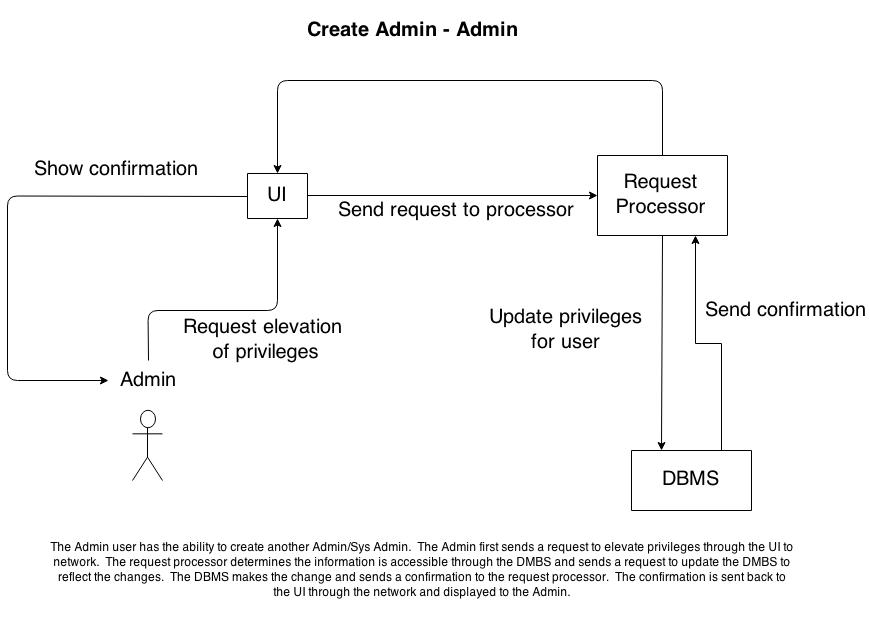 Create Admin - Admin
Show confirmation
UI
Send request to processor
Request
Processor
Request elevation
of privileges
Update privileges
for user
Send confirmation
Admin
DBMS
The Admin user has the ability to create another Admin/Sys Admin.  The Admin first sends a request to elevate privileges through the UI to
network.  The request processor determines the information is accessible through the DMBS and sends a request to update the DMBS to
reflect the changes.  The DBMS makes the change and sends a confirmation to the request processor.  The confirmation is sent back to
the UI through the network and displayed to the Admin.